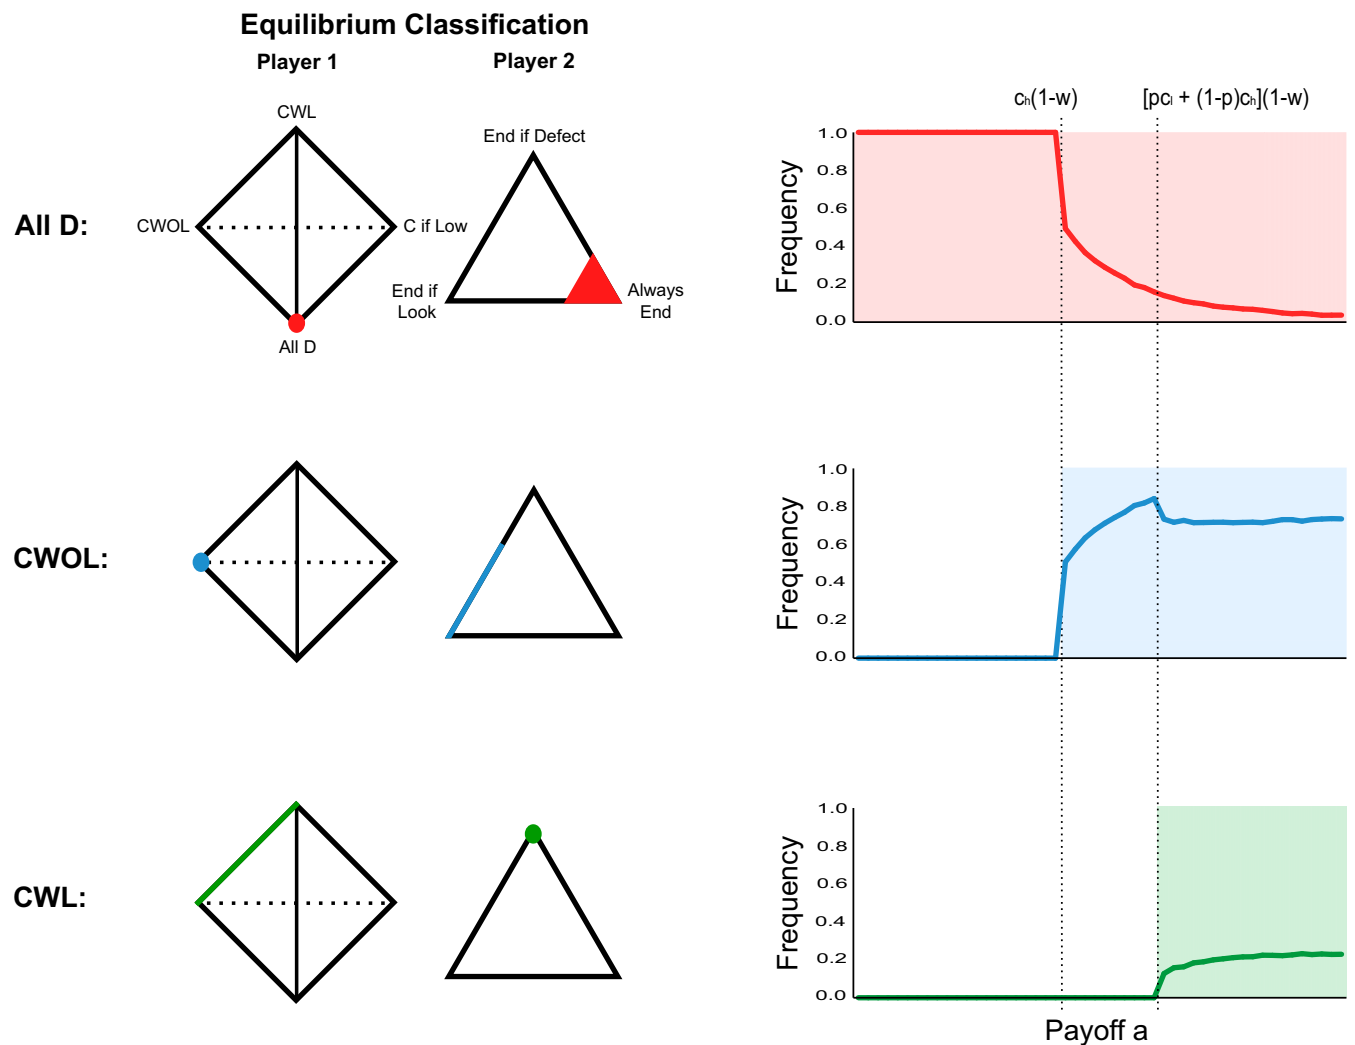 Equilibrium Classification
Player 1
Player 2
cₕ(1-w)
[pcₗ + (1-p)cₕ](1-w)
All D:
CWL
CWOL
C if Low
All D
End if Defect
End if
Look
Always
End
Frequency
1.0
0.8
0.6
0.4
0.2
0.0
CWOL:
Frequency
1.0
0.8
0.6
0.4
0.2
0.0
CWL:
Frequency
1.0
0.8
0.6
0.4
0.2
0.0
Payoff a